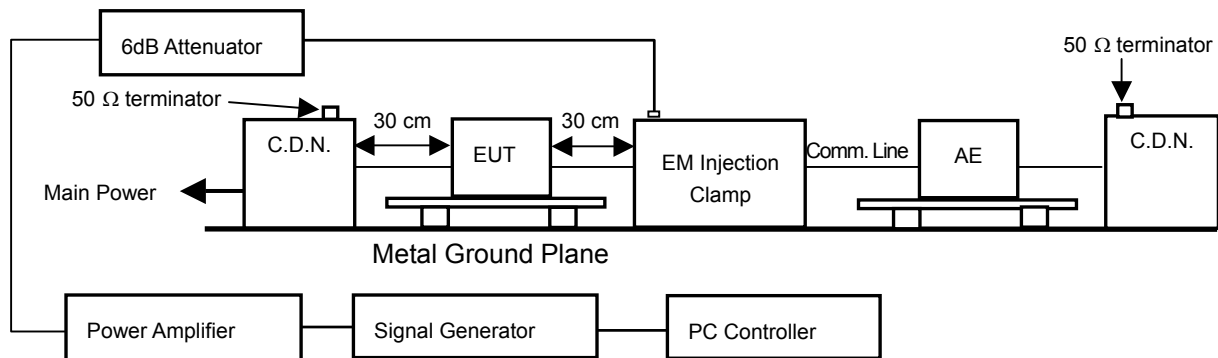 6dB Attenuator
50 Ω terminator
50 Ω terminator
30 cm
30 cm
C.D.N.
EUT
EM Injection
Clamp
Comm. Line
AE
C.D.N.
Main Power
Metal Ground Plane
Power Amplifier
Signal Generator
PC Controller